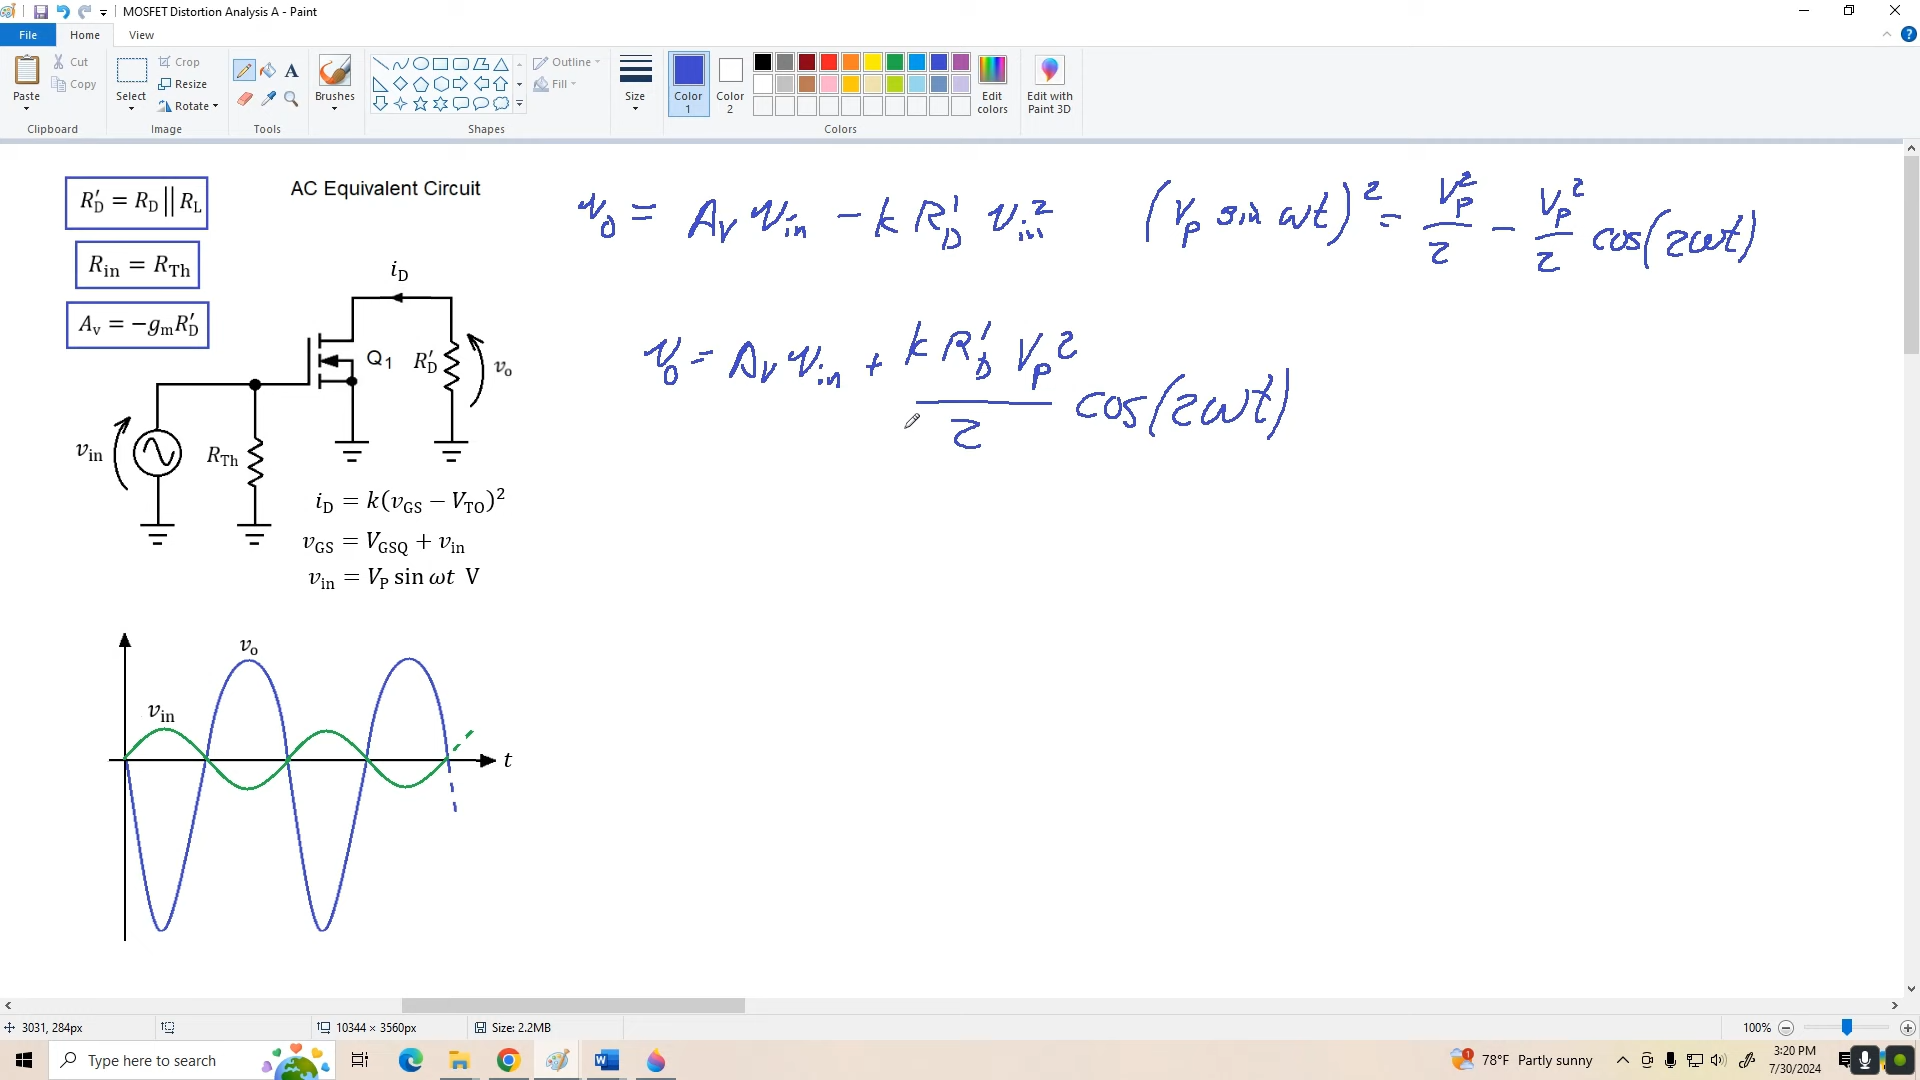 MOSFET Distortion Analysis A - Paint
File Home View
Paste Cut Copy Clipboard
Select Crop Resize Rotate Image
Tools
Brushes
Outline Fill Shapes
Size
Color 1 Color 2 Edit colors Colors
Edit with Paint 3D
R′D = RD || RL
Rin = RTh
Av = −gmR′D
AC Equivalent Circuit
iD
Q1 R′D vo
vin RTh
iD = k(vGS − VTO)²
vGS = VGSQ + vin
vin = VP sin ωt V
vo
vin
t
vo = Av vin − k R′D vin²
(Vp sin ωt)² = Vp²/2 − Vp²/2 cos(2ωt)
vo = Av vin + k R′D Vp²/2 cos(2ωt)
3031, 284px 10344 × 3560px Size: 2.2MB 100%
Type here to search
1 78°F Partly sunny 3:20 PM
7/30/2024